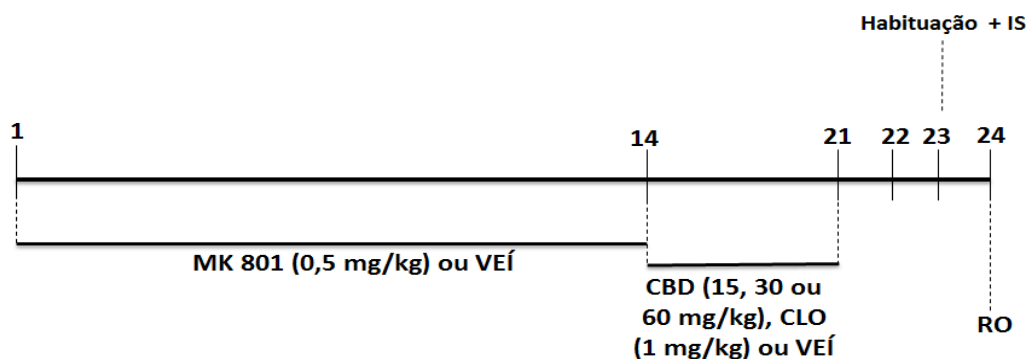 Habituação + IS
1
14
21
22
23
24
MK 801 (0,5 mg/kg) ou VEÍ
CBD (15, 30 ou
60 mg/kg), CLO
(1 mg/kg) ou VEÍ
RO